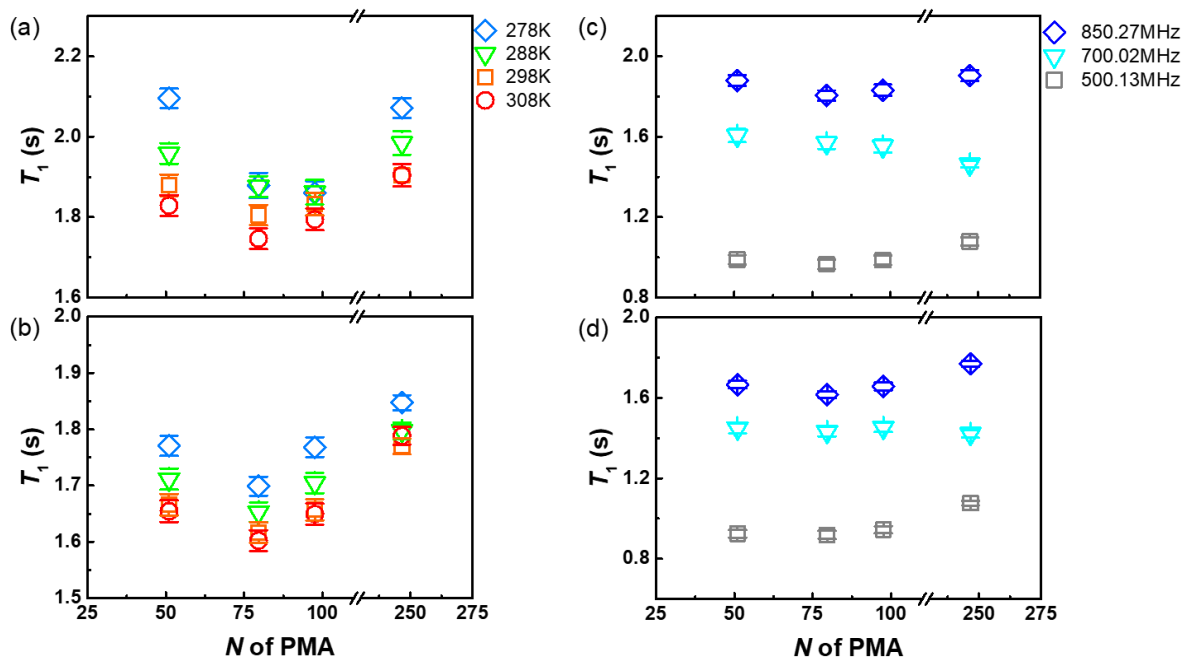 (a)
278K
288K
298K
308K
2.2
2.0
1.8
1.6
T₁ (s)
(b)
2.0
1.9
1.8
1.7
1.6
1.5
T₁ (s)
25 50 75 100 250 275
N of PMA
(c)
850.27MHz
700.02MHz
500.13MHz
2.0
1.6
1.2
0.8
T₁ (s)
(d)
2.0
1.6
1.2
0.8
T₁ (s)
25 50 75 100 250 275
N of PMA